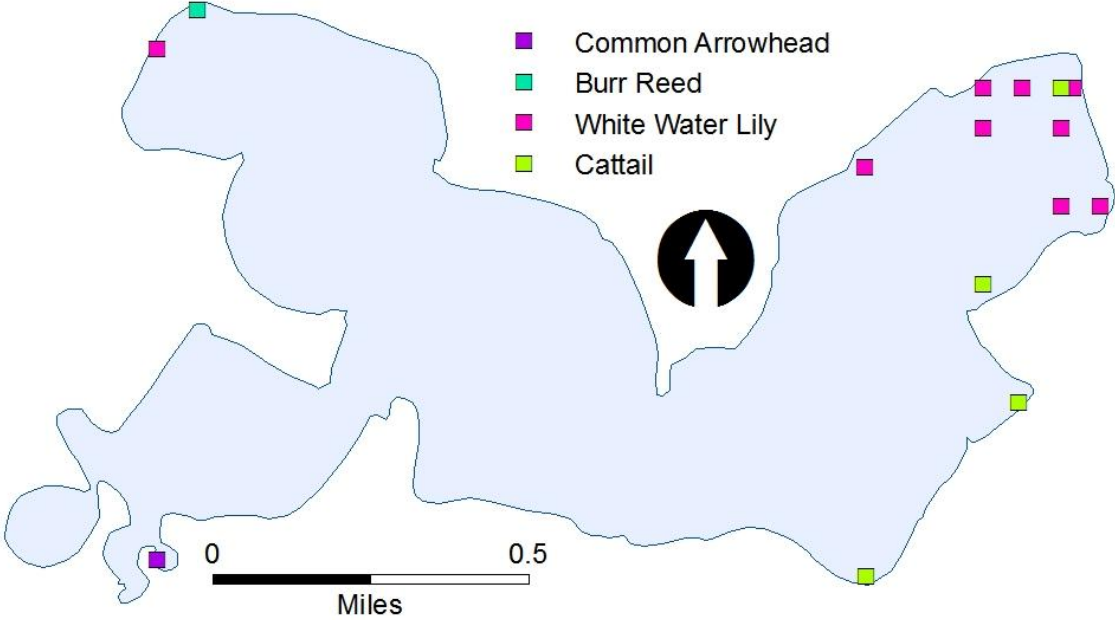 Common Arrowhead
Burr Reed
White Water Lily
Cattail
0 0.5
Miles